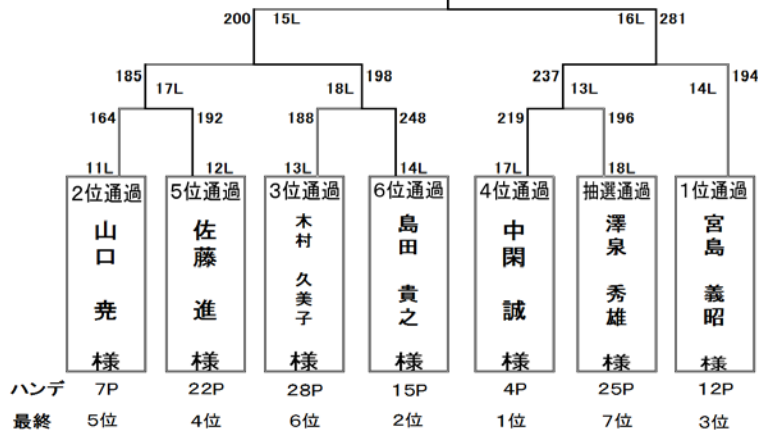 200 15L 16L 281
185 17L 18L 198 237 13L 14L 194
164 192 188 248 219 196
11L 12L 13L 14L 17L 18L
2位通過 5位通過 3位通過 6位通過 4位通過 抽選通過 1位通過
山口 尭 様
佐藤 進 様
木村 久美子 様
島田 貴之 様
中閑 誠 様
澤泉 秀雄 様
宮島 義昭 様
ハンデ 7P 22P 28P 15P 4P 25P 12P
最終 5位 4位 6位 2位 1位 7位 3位